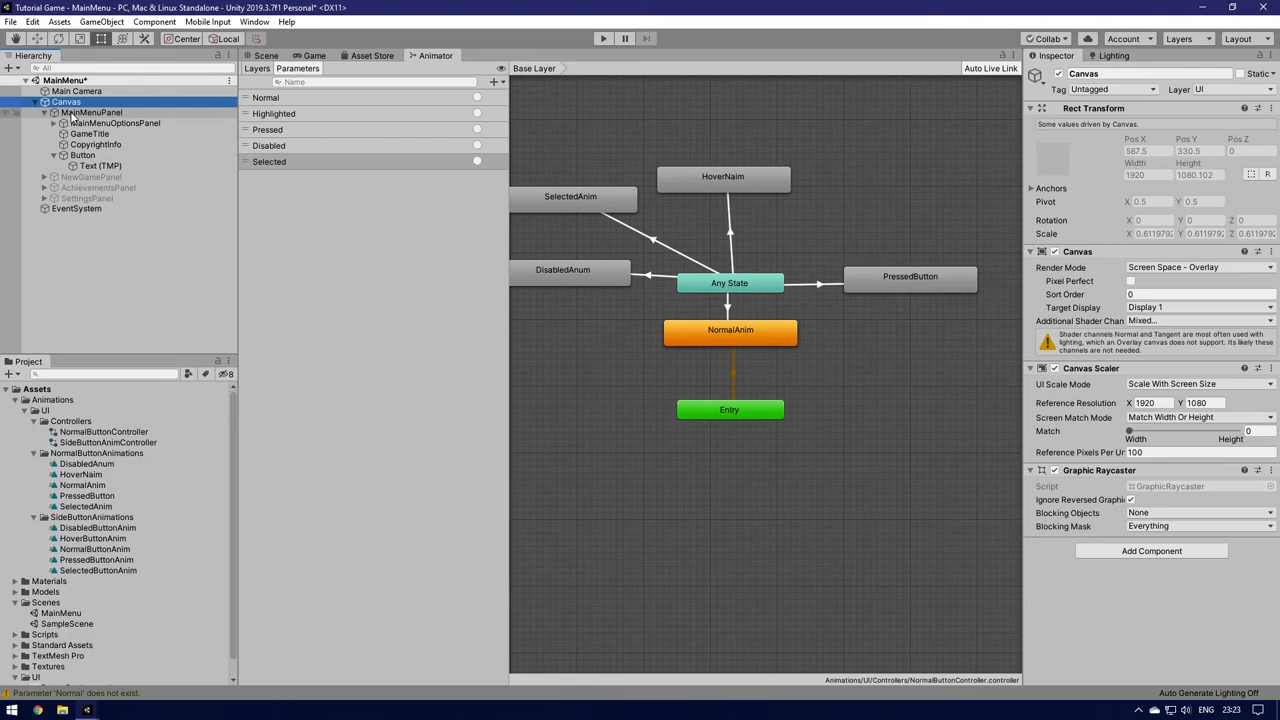 Tutorial Game - MainMenu - PC, Mac & Linux Standalone - Unity 2019.3.7f1 Personal* <DX11>
File Edit Assets GameObject Component Mobile Input Window Help
Center Local Collab Account Layers Layout
Hierarchy Scene Game Asset Store Animator Inspector Lighting
All
Layers Parameters Base Layer Auto Live Link
Name
Canvas Static
Tag Untagged Layer UI
MainMenu*
Main Camera
Canvas
MainMenuPanel
MainMenuOptionsPanel
GameTitle
CopyrightInfo
Button
Text (TMP)
NewGamePanel
AchievementsPanel
SettingsPanel
EventSystem
Normal
Highlighted
Pressed
Disabled
Selected
HoverNaim
SelectedAnim
DisabledAnum
Any State
PressedButton
NormalAnim
Entry
Animations/UI/Controllers/NormalButtonController.controller
Rect Transform
Some values driven by Canvas.
Pos X Pos Y Pos Z
587.5 330.5 0
Width Height
1920 1080.102
R
Anchors
Pivot X 0.5 Y 0.5
Rotation X 0 Y 0 Z 0
Scale X 0.6119792 Y 0.6119792 Z 0.6119792
Canvas
Render Mode Screen Space - Overlay
Pixel Perfect
Sort Order 0
Target Display Display 1
Additional Shader Chan Mixed...
Shader channels Normal and Tangent are most often used with
lighting, which an Overlay canvas does not support. Its likely these
channels are not needed.
Canvas Scaler
UI Scale Mode Scale With Screen Size
Reference Resolution X 1920 Y 1080
Screen Match Mode Match Width Or Height
Match 0
Width Height
Reference Pixels Per Ur 100
Graphic Raycaster
Script GraphicRaycaster
Ignore Reversed Graphi
Blocking Objects None
Blocking Mask Everything
Add Component
Project
8
Assets
Animations
UI
Controllers
NormalButtonController
SideButtonAnimController
NormalButtonAnimations
DisabledAnum
HoverNaim
NormalAnim
PressedButton
SelectedAnim
SideButtonAnimations
DisabledButtonAnim
HoverButtonAnim
NormalButtonAnim
PressedButtonAnim
SelectedButtonAnim
Materials
Models
Scenes
MainMenu
SampleScene
Scripts
Standard Assets
TextMesh Pro
Textures
UI
Parameter 'Normal' does not exist. Auto Generate Lighting Off
ENG 23:23